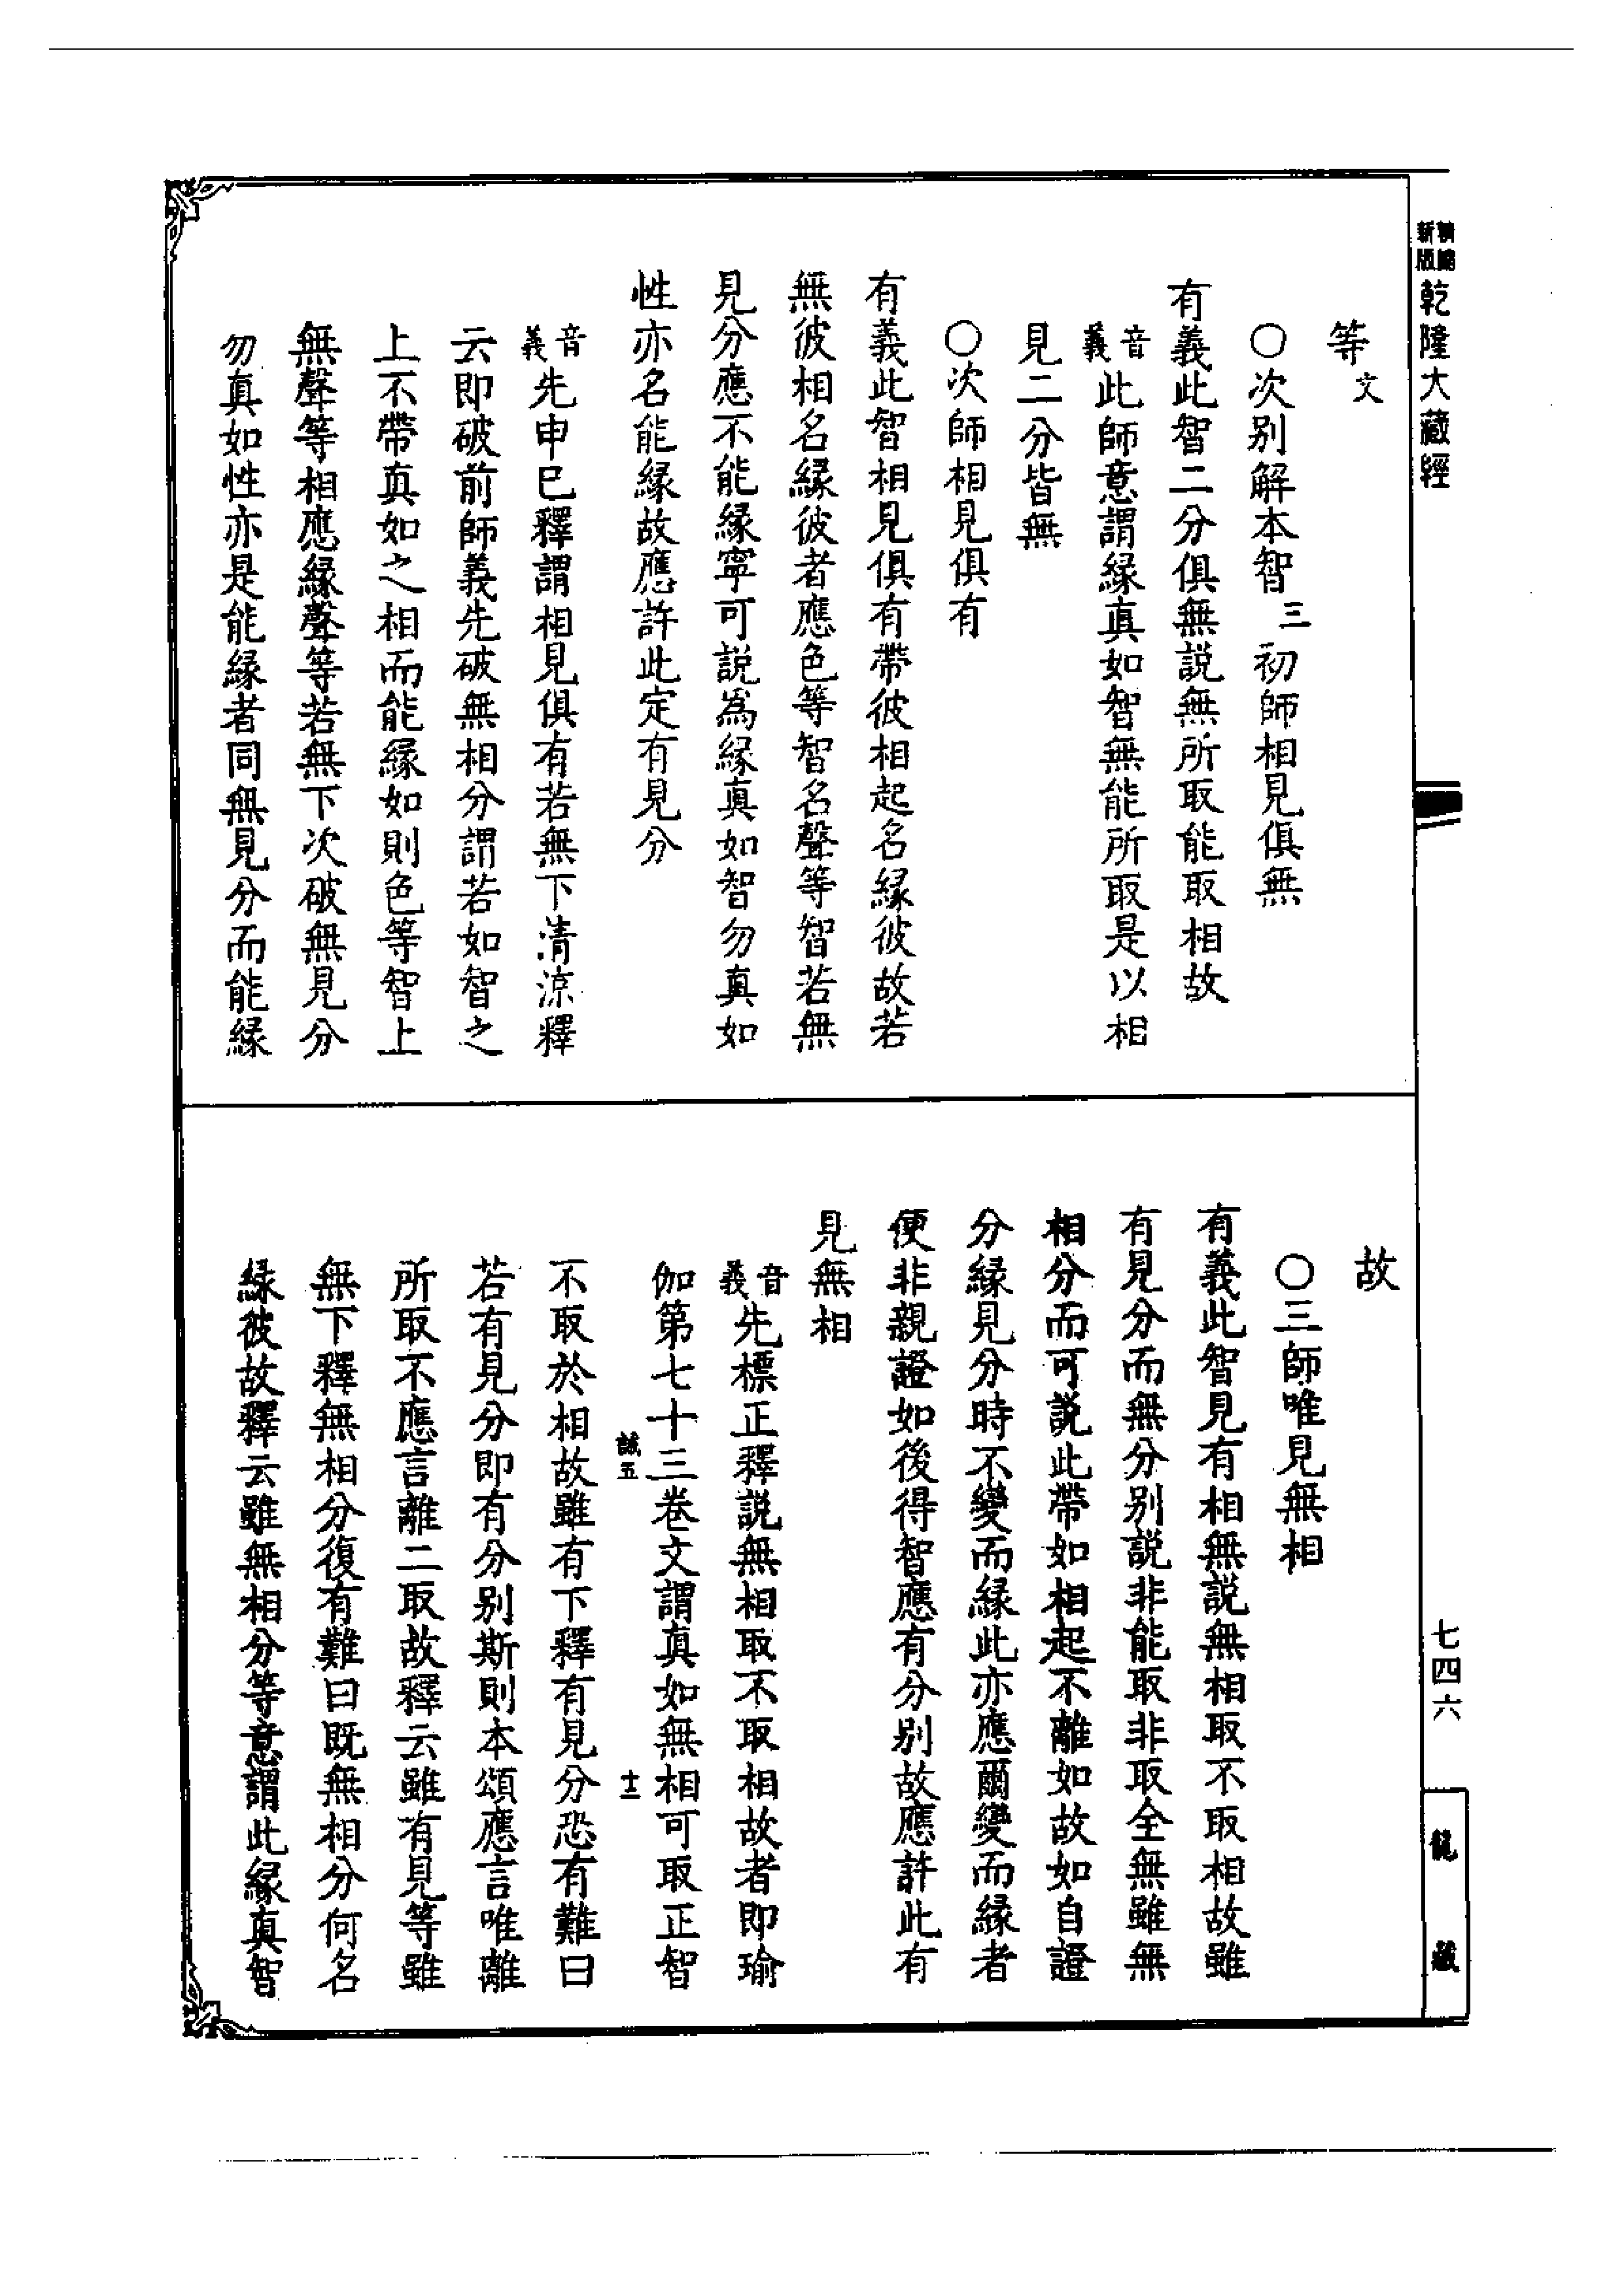 精縮
新版
乾隆大藏經
七四六
龍藏
等文
○次別解本智三初師相見俱無
有義此智二分俱無說無所取能取相故
音義此師意謂緣真如智無能所取是以相
見二分皆無
○次師相見俱有
有義此智相見俱有帶彼相起名緣彼故若
無彼相名緣彼者應色等智名聲等智若無
見分應不能緣寧可說為緣真如智勿真如
性亦名能緣故應許此定有見分
音義先申巳釋謂相見俱有若無下清涼釋
云即破前師義先破無相分謂若如智之
上不帶真如之相而能緣如則色等智上
無聲等相應緣聲等若無下次破無見分
勿真如性亦是能緣者同無見分而能緣
故
○三師唯見無相
有義此智見有相無說無相取不取相故雖
有見分而無分別說非能取非取全無雖無
相分而可說此帶如相起不離如故如自證
分緣見分時不變而緣此亦應爾變而緣者
便非親證如後得智應有分別故應許此有
見無相
音義先標正釋說無相取不取相故者即瑜
伽第七十三卷文謂真如無相可取正智
誠五
十二
不取於相故雖有下釋有見分恐有難曰
若有見分即有分別斯則本頌應言唯離
所取不應言離二取故釋云雖有見等雖
無下釋無相分復有難曰既無相分何名
緣彼故釋云雖無相分等意謂此緣真智